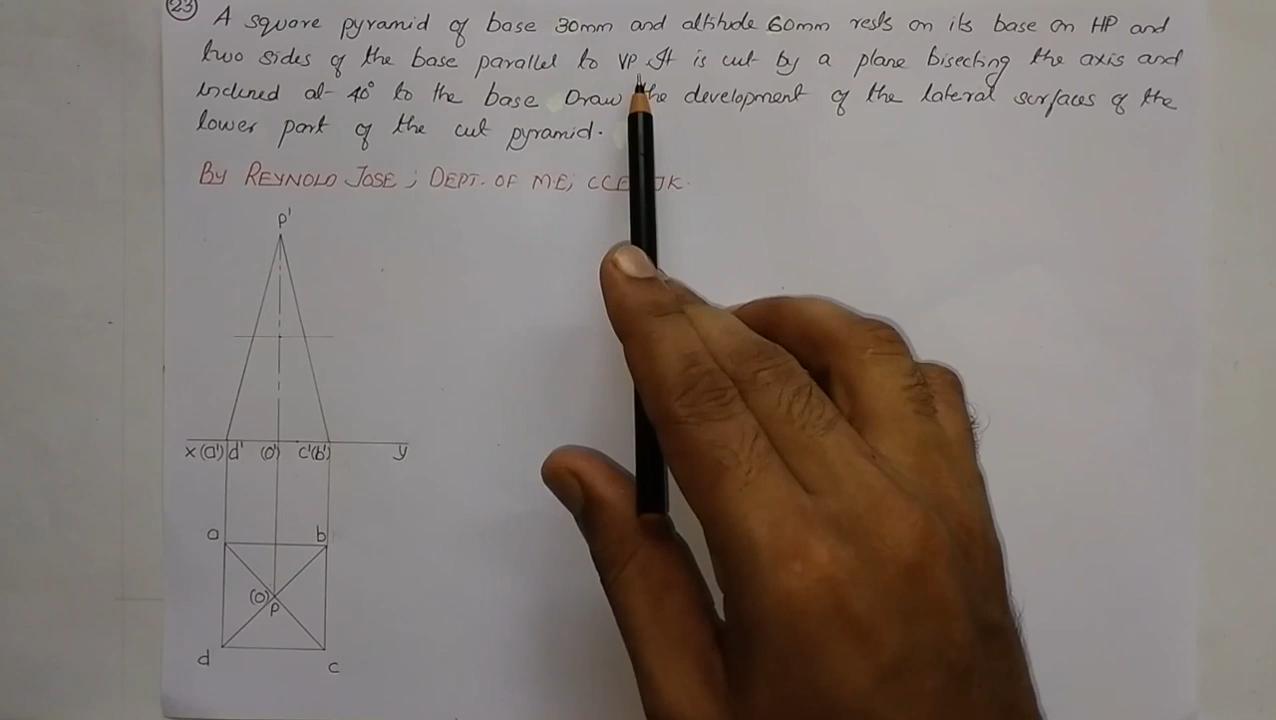 23 A square pyramid of base 30mm and altitude 60mm rests on its base on HP and
two sides of the base parallel to VP. It is cut by a plane bisecting the axis and
inclined at 40° to the base. Draw the development of the lateral surfaces of the
lower part of the cut pyramid.
By REYNOLD JOSE; DEPT. OF M.E; JK.
p'
x (a') d' (o') c'(b') y
a b
(o) p
d c